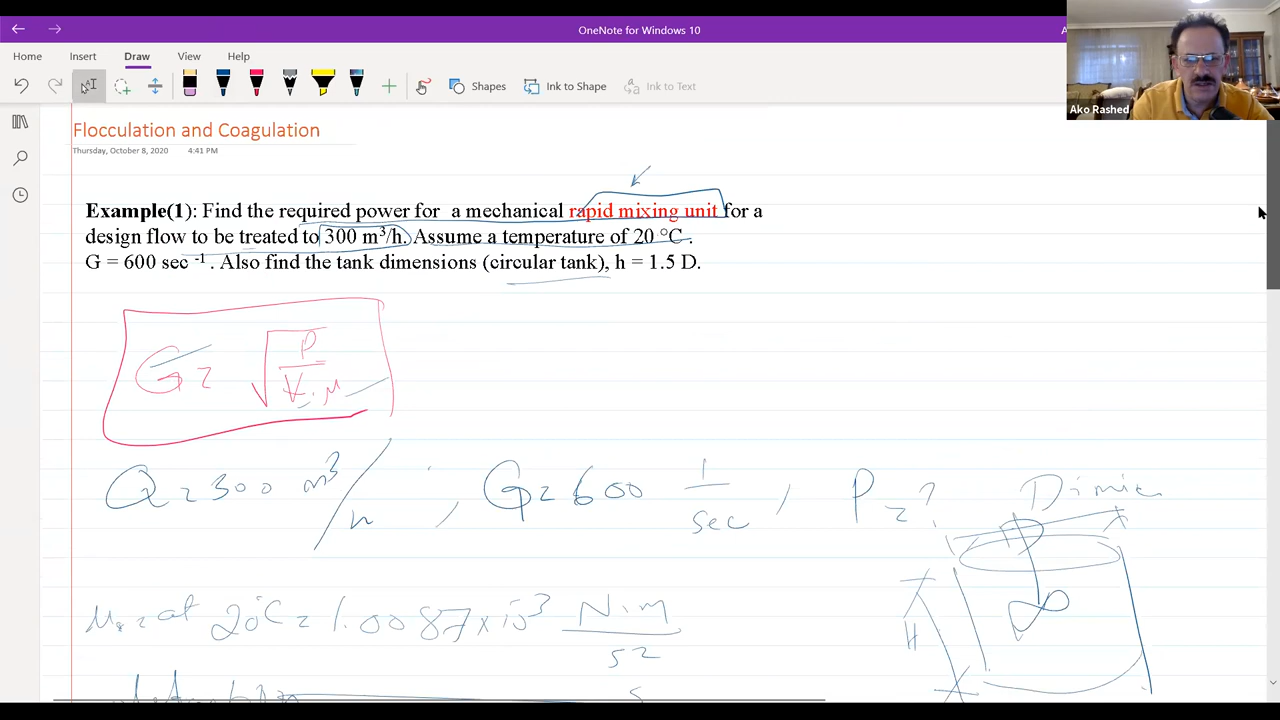 OneNote for Windows 10
Home Insert Draw View Help
Shapes Ink to Shape Ink to Text
Ako Rashed
Flocculation and Coagulation
Thursday, October 8, 2020 4:41 PM
Example(1): Find the required power for a mechanical rapid mixing unit for a
design flow to be treated to 300 m³/h. Assume a temperature of 20 °C .
G = 600 sec ⁻¹ . Also find the tank dimensions (circular tank), h = 1.5 D.
G = √ P / V . μ
Q = 300 m³/h , G = 600 1/sec , P = ?
at 20°C = 1.0087 × 10³ N.m
H